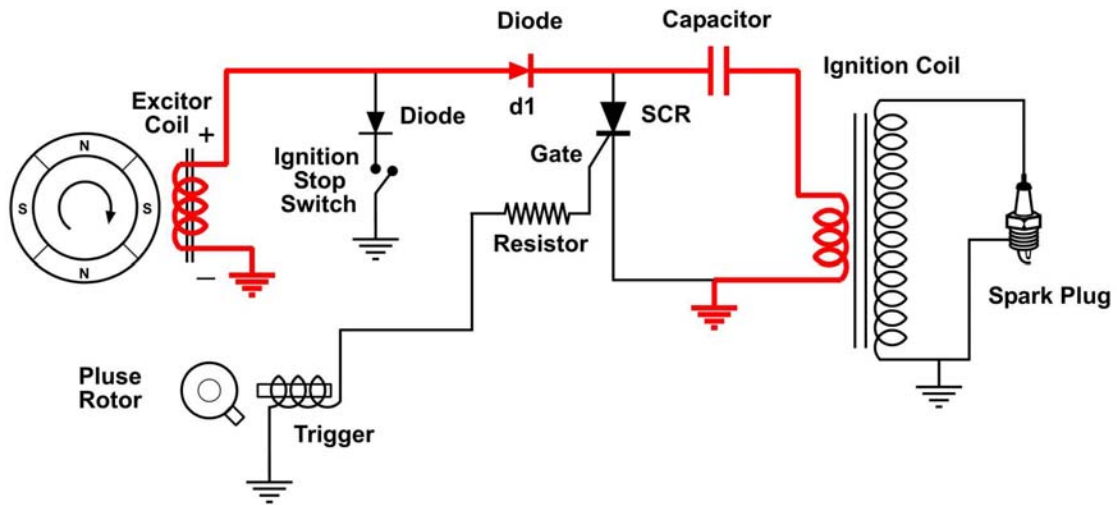 Diode
Capacitor
Ignition Coil
Excitor
Coil
+
d1
Diode
SCR
Gate
Ignition
Stop
Switch
N
S
S
N
Resistor
−
Spark Plug
Pluse
Rotor
Trigger